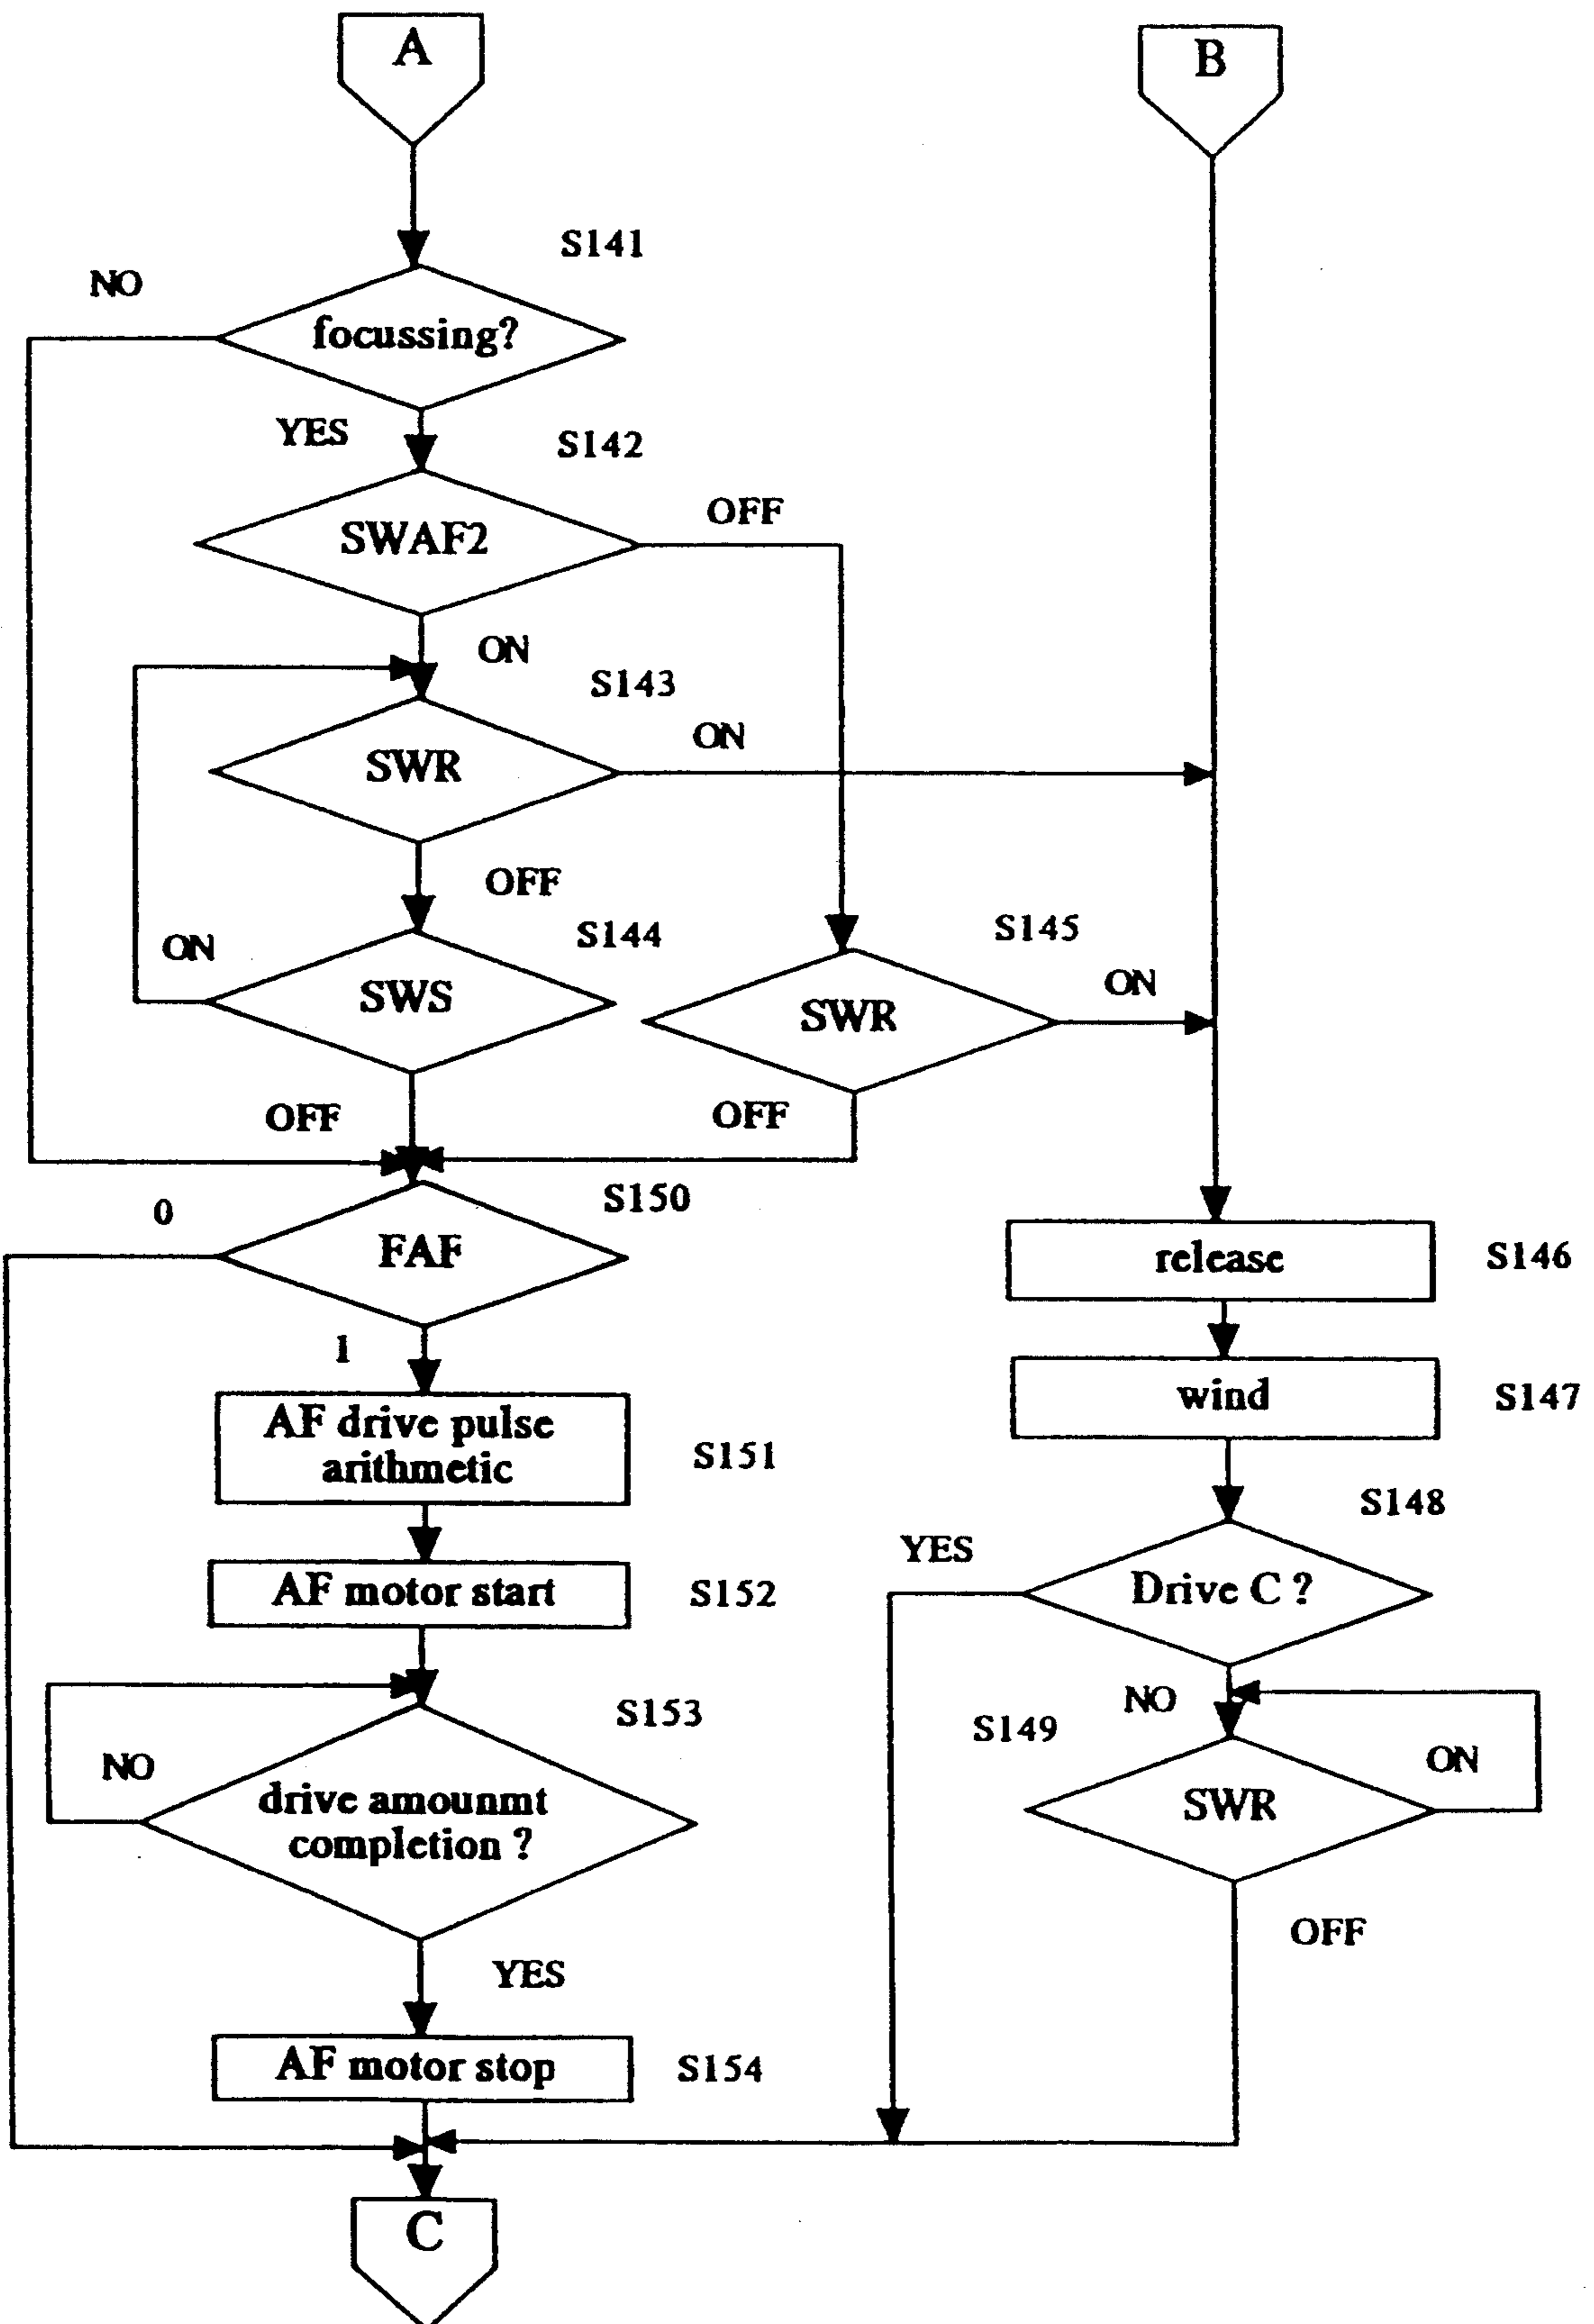 A
B
S141
NO
focussing?
YES
S142
SWAF2
OFF
ON
S143
SWR
ON
OFF
S144
ON
SWS
S145
SWR
ON
OFF
OFF
S150
0
FAF
1
S146
release
AF drive pulse
arithmetic
S151
wind
S147
S148
YES
Drive C ?
AF motor start
S152
NO
S149
SWR
ON
S153
NO
drive amounmt
completion ?
OFF
YES
AF motor stop
S154
C